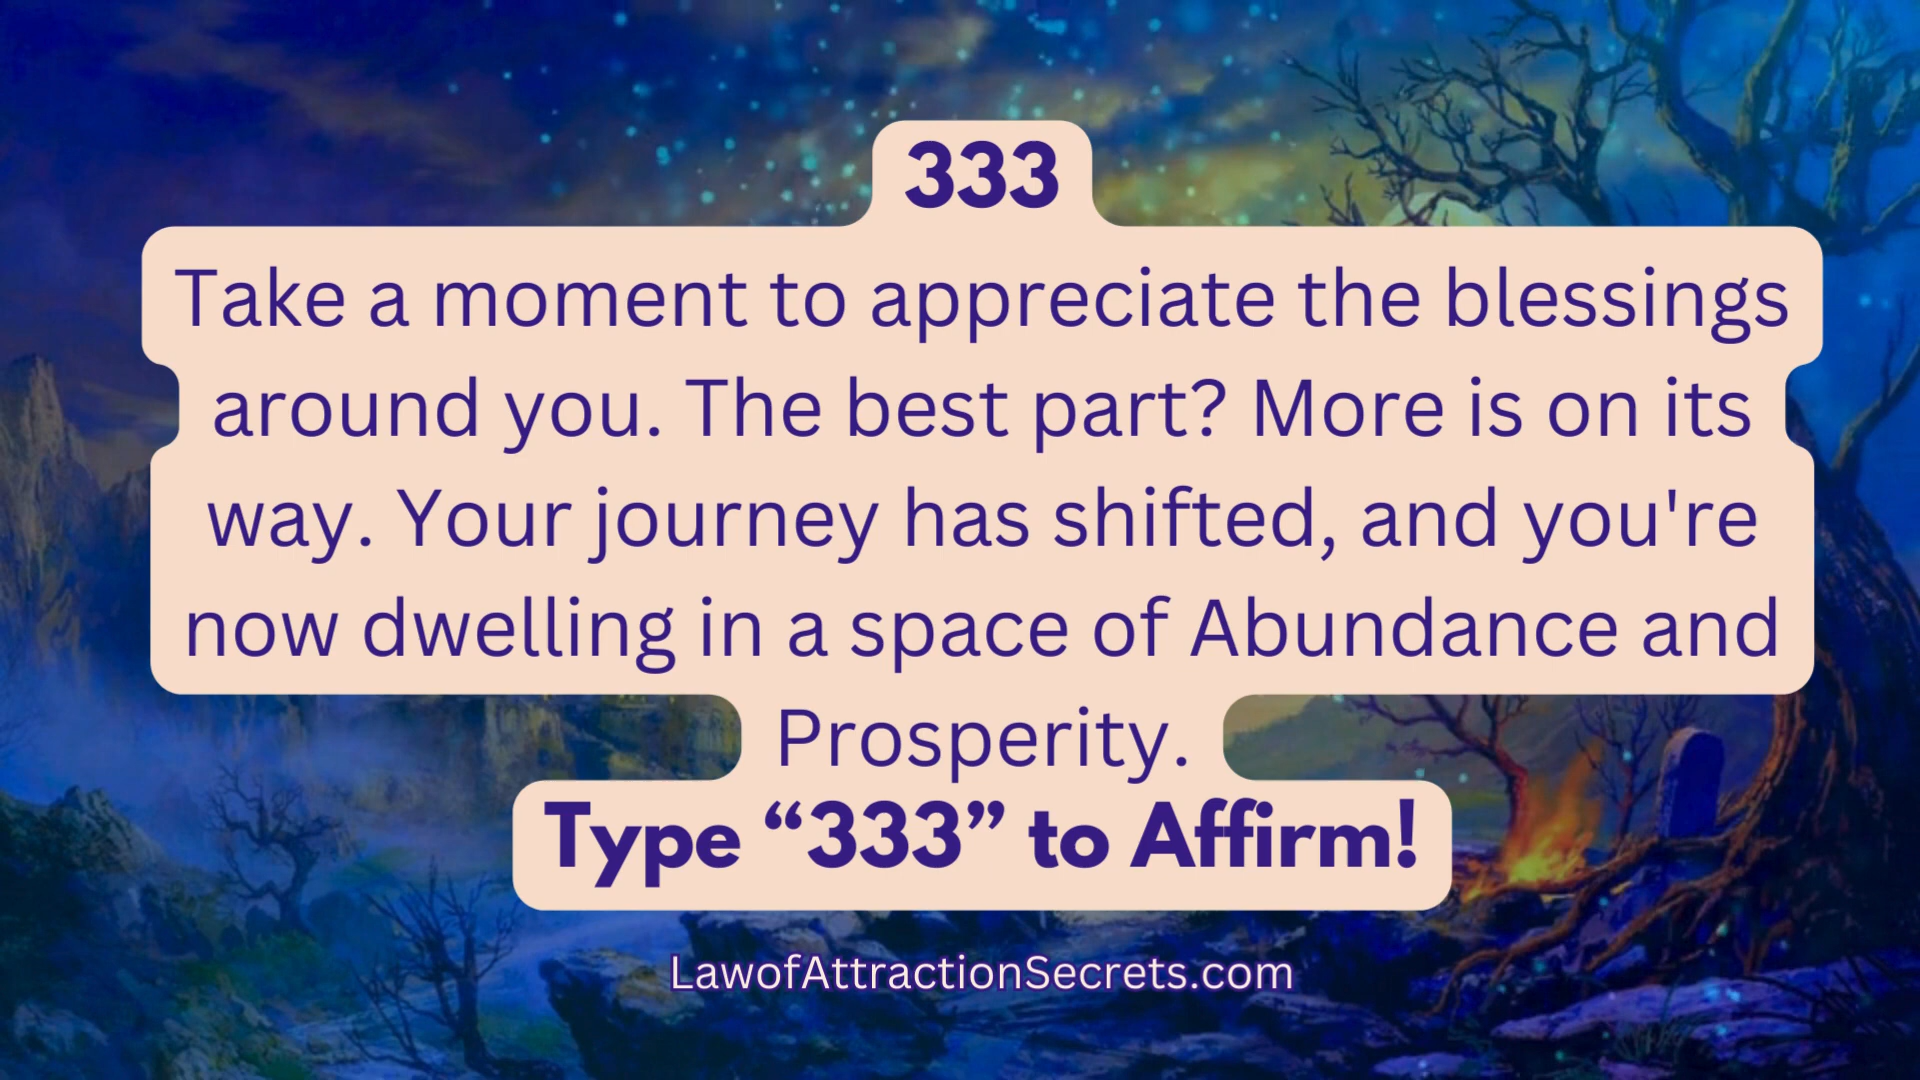 333
Take a moment to appreciate the blessings
around you. The best part? More is on its
way. Your journey has shifted, and you're
now dwelling in a space of Abundance and
Prosperity.
Type “333” to Affirm!
LawofAttractionSecrets.com